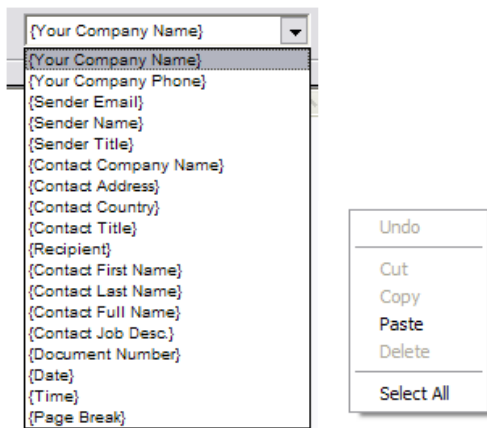 {Your Company Name}
{Your Company Name}
{Your Company Phone}
{Sender Email}
{Sender Name}
{Sender Title}
{Contact Company Name}
{Contact Address}
{Contact Country}
{Contact Title}
{Recipient}
{Contact First Name}
{Contact Last Name}
{Contact Full Name}
{Contact Job Desc.}
{Document Number}
{Date}
{Time}
{Page Break}
Undo
Cut
Copy
Paste
Delete
Select All